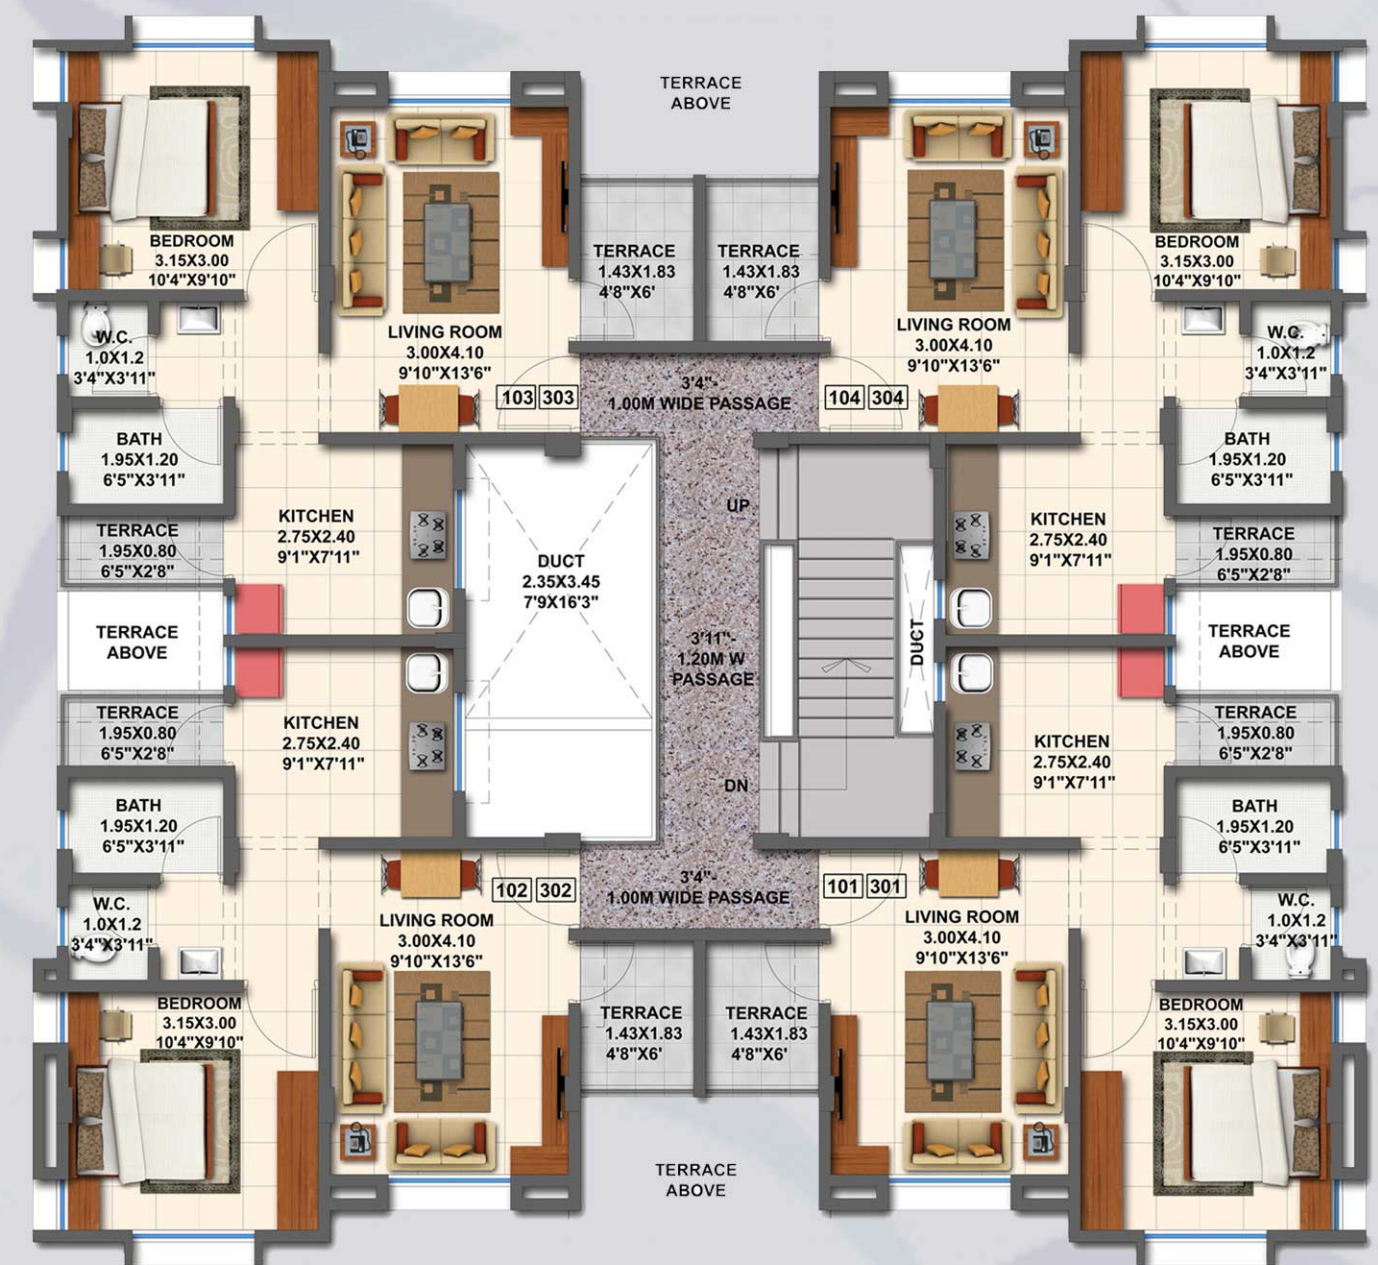 TERRACE
ABOVE
BEDROOM
3.15X3.00
10'4"X9'10"
TERRACE
1.43X1.83
4'8"X6'
TERRACE
1.43X1.83
4'8"X6'
BEDROOM
3.15X3.00
10'4"X9'10"
W.C.
1.0X1.2
3'4"X3'11"
LIVING ROOM
3.00X4.10
9'10"X13'6"
LIVING ROOM
3.00X4.10
9'10"X13'6"
W.C.
1.0X1.2
3'4"X3'11"
103 303
3'4"-
1.00M WIDE PASSAGE
104 304
BATH
1.95X1.20
6'5"X3'11"
BATH
1.95X1.20
6'5"X3'11"
TERRACE
1.95X0.80
6'5"X2'8"
KITCHEN
2.75X2.40
9'1"X7'11"
UP
KITCHEN
2.75X2.40
9'1"X7'11"
TERRACE
1.95X0.80
6'5"X2'8"
DUCT
2.35X3.45
7'9X16'3"
TERRACE
ABOVE
3'11"-
1.20M W
PASSAGE
DUCT
TERRACE
ABOVE
TERRACE
1.95X0.80
6'5"X2'8"
KITCHEN
2.75X2.40
9'1"X7'11"
KITCHEN
2.75X2.40
9'1"X7'11"
TERRACE
1.95X0.80
6'5"X2'8"
DN
BATH
1.95X1.20
6'5"X3'11"
BATH
1.95X1.20
6'5"X3'11"
102 302
3'4"-
1.00M WIDE PASSAGE
101 301
W.C.
1.0X1.2
3'4"X3'11"
LIVING ROOM
3.00X4.10
9'10"X13'6"
LIVING ROOM
3.00X4.10
9'10"X13'6"
W.C.
1.0X1.2
3'4"X3'11"
BEDROOM
3.15X3.00
10'4"X9'10"
TERRACE
1.43X1.83
4'8"X6'
TERRACE
1.43X1.83
4'8"X6'
BEDROOM
3.15X3.00
10'4"X9'10"
TERRACE
ABOVE